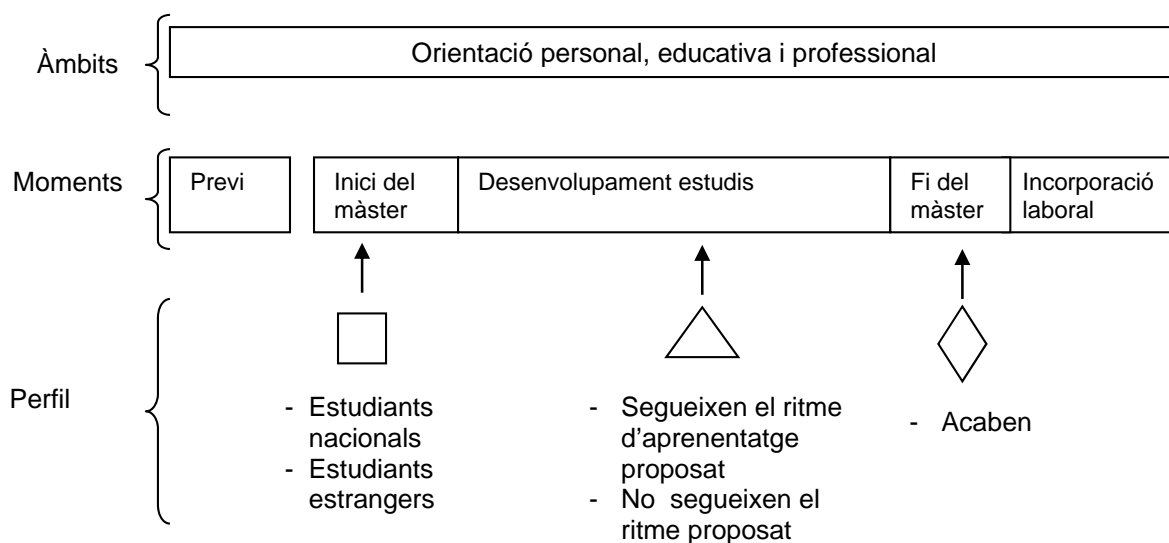 Àmbits
Orientació personal, educativa i professional
Moments
Previ
Inici del
màster
Desenvolupament estudis
Fi del
màster
Incorporació
laboral
Perfil
- Estudiants
nacionals
- Estudiants
estrangers
- Segueixen el ritme
d’aprenentatge
proposat
- No segueixen el
ritme proposat
- Acaben